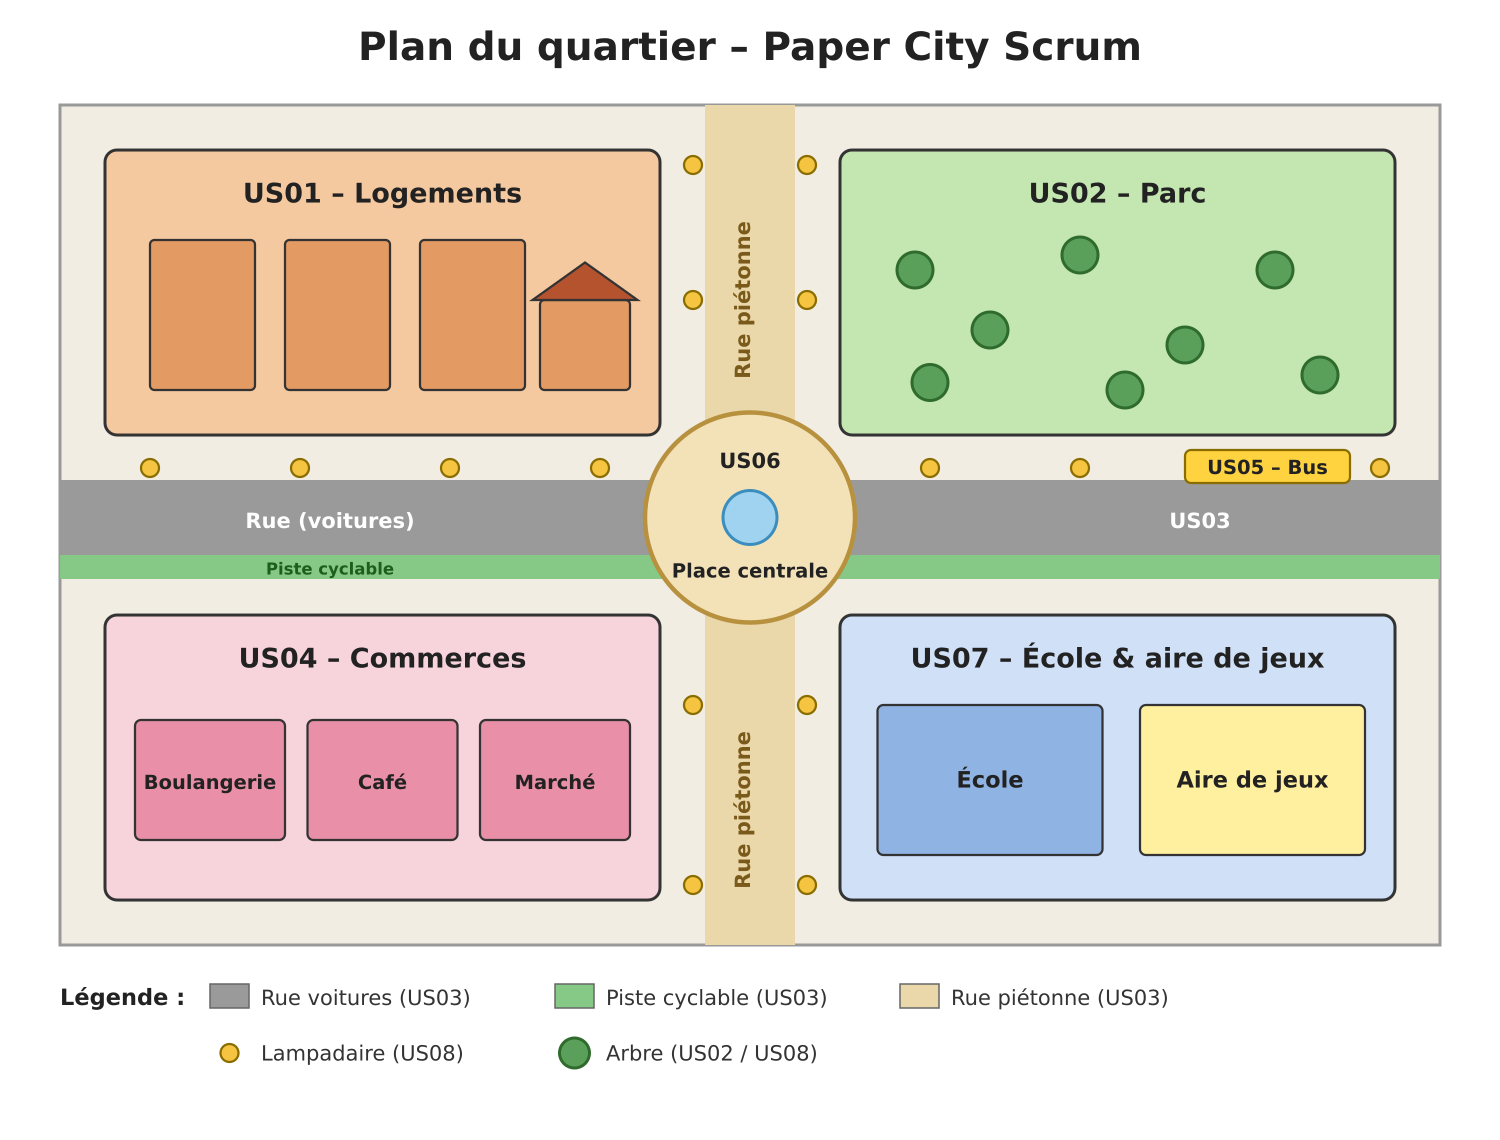 Plan du quartier – Paper City Scrum
US01 – Logements
US02 – Parc
Rue piétonne
US06
Place centrale
US05 – Bus
Rue (voitures)
US03
Piste cyclable
US04 – Commerces
Boulangerie
Café
Marché
Rue piétonne
US07 – École & aire de jeux
École
Aire de jeux
Légende :
Rue voitures (US03)
Piste cyclable (US03)
Rue piétonne (US03)
Lampadaire (US08)
Arbre (US02 / US08)